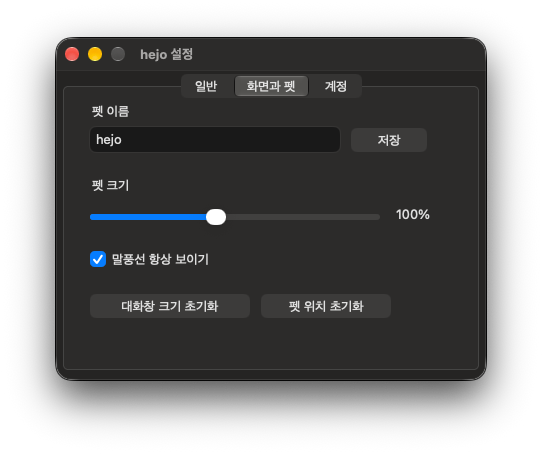 hejo 설정
일반 화면과 펫 계정
펫 이름
hejo 저장
펫 크기
100%
말풍선 항상 보이기
대화창 크기 초기화 펫 위치 초기화